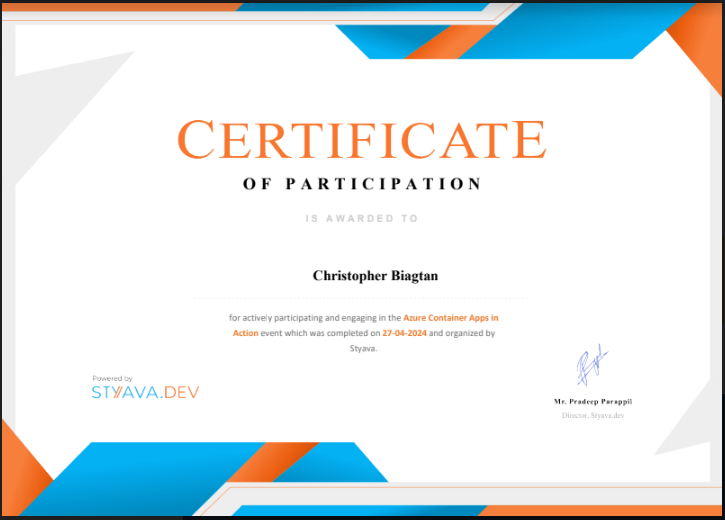 CERTIFICATE
OF PARTICIPATION
IS AWARDED TO
Christopher Biagtan
for actively participating and engaging in the Azure Container Apps in
Action event which was completed on 27-04-2024 and organized by
Styava.
Powered by
STYAVA.DEV
Mr. Pradeep Parappil
Director, Styava.dev